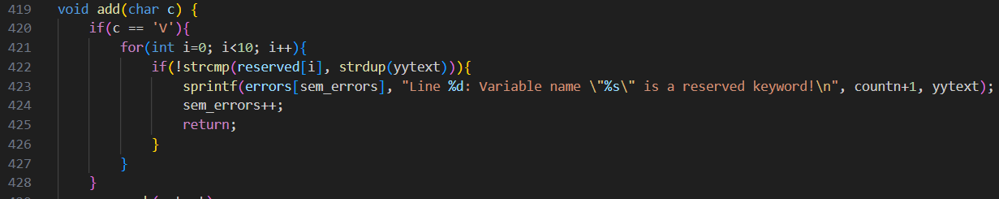 419 void add(char c) {
420 if(c == 'V'){
421 for(int i=0; i<10; i++){
422 if(!strcmp(reserved[i], strdup(yytext))){
423 sprintf(errors[sem_errors], "Line %d: Variable name \"%s\" is a reserved keyword!\n", countn+1, yytext);
424 sem_errors++;
425 return;
426 }
427 }
428 }